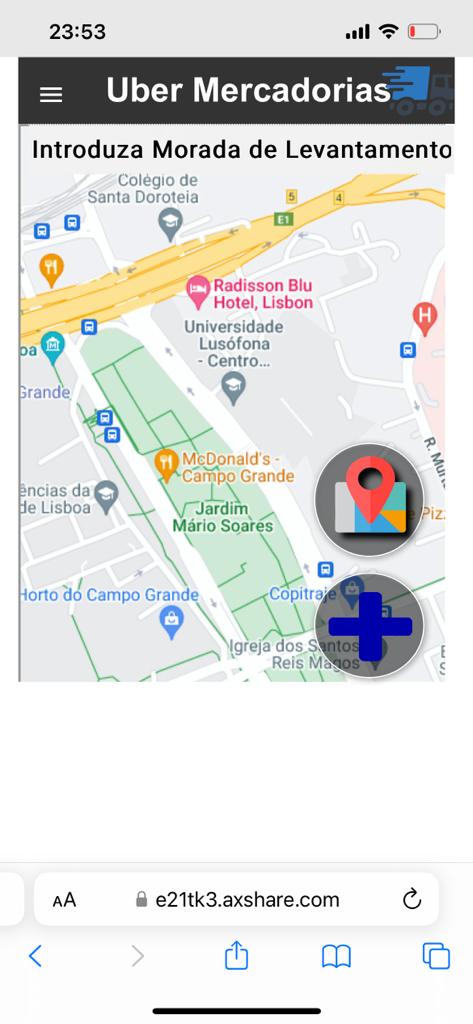 23:53
Uber Mercadorias
Introduza Morada de Levantamento
Colégio de
Santa Doroteia
5
4
E1
Radisson Blu
Hotel, Lisbon
Universidade
Lusófona
- Centro...
H
oa
Grande
McDonald's -
Campo Grande
R. Mur
ências da
de Lisboa
e Piz
Jardim
Mário Soares
Horto do Campo Grande
Copitraje
Igreja dos Santos
Reis Magos
AA
e21tk3.axshare.com